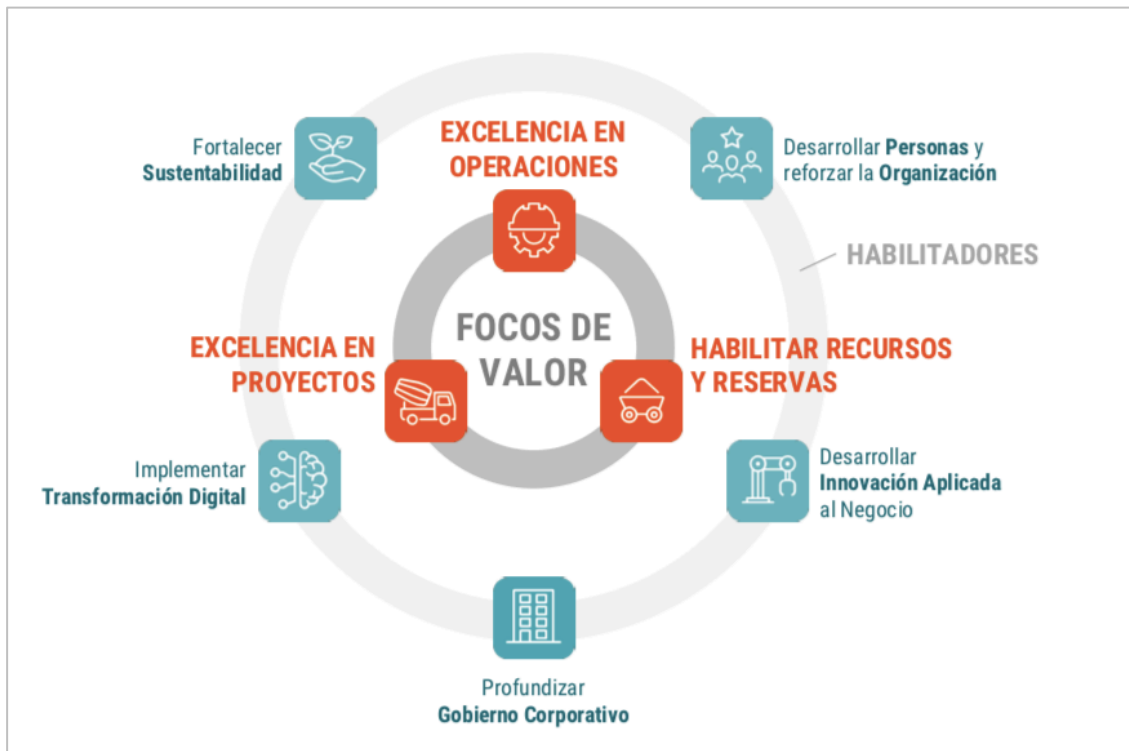 EXCELENCIA EN
OPERACIONES
Fortalecer
Sustentabilidad
Desarrollar Personas y
reforzar la Organización
HABILITADORES
FOCOS DE
VALOR
EXCELENCIA EN
PROYECTOS
HABILITAR RECURSOS
Y RESERVAS
Implementar
Transformación Digital
Desarrollar
Innovación Aplicada
al Negocio
Profundizar
Gobierno Corporativo